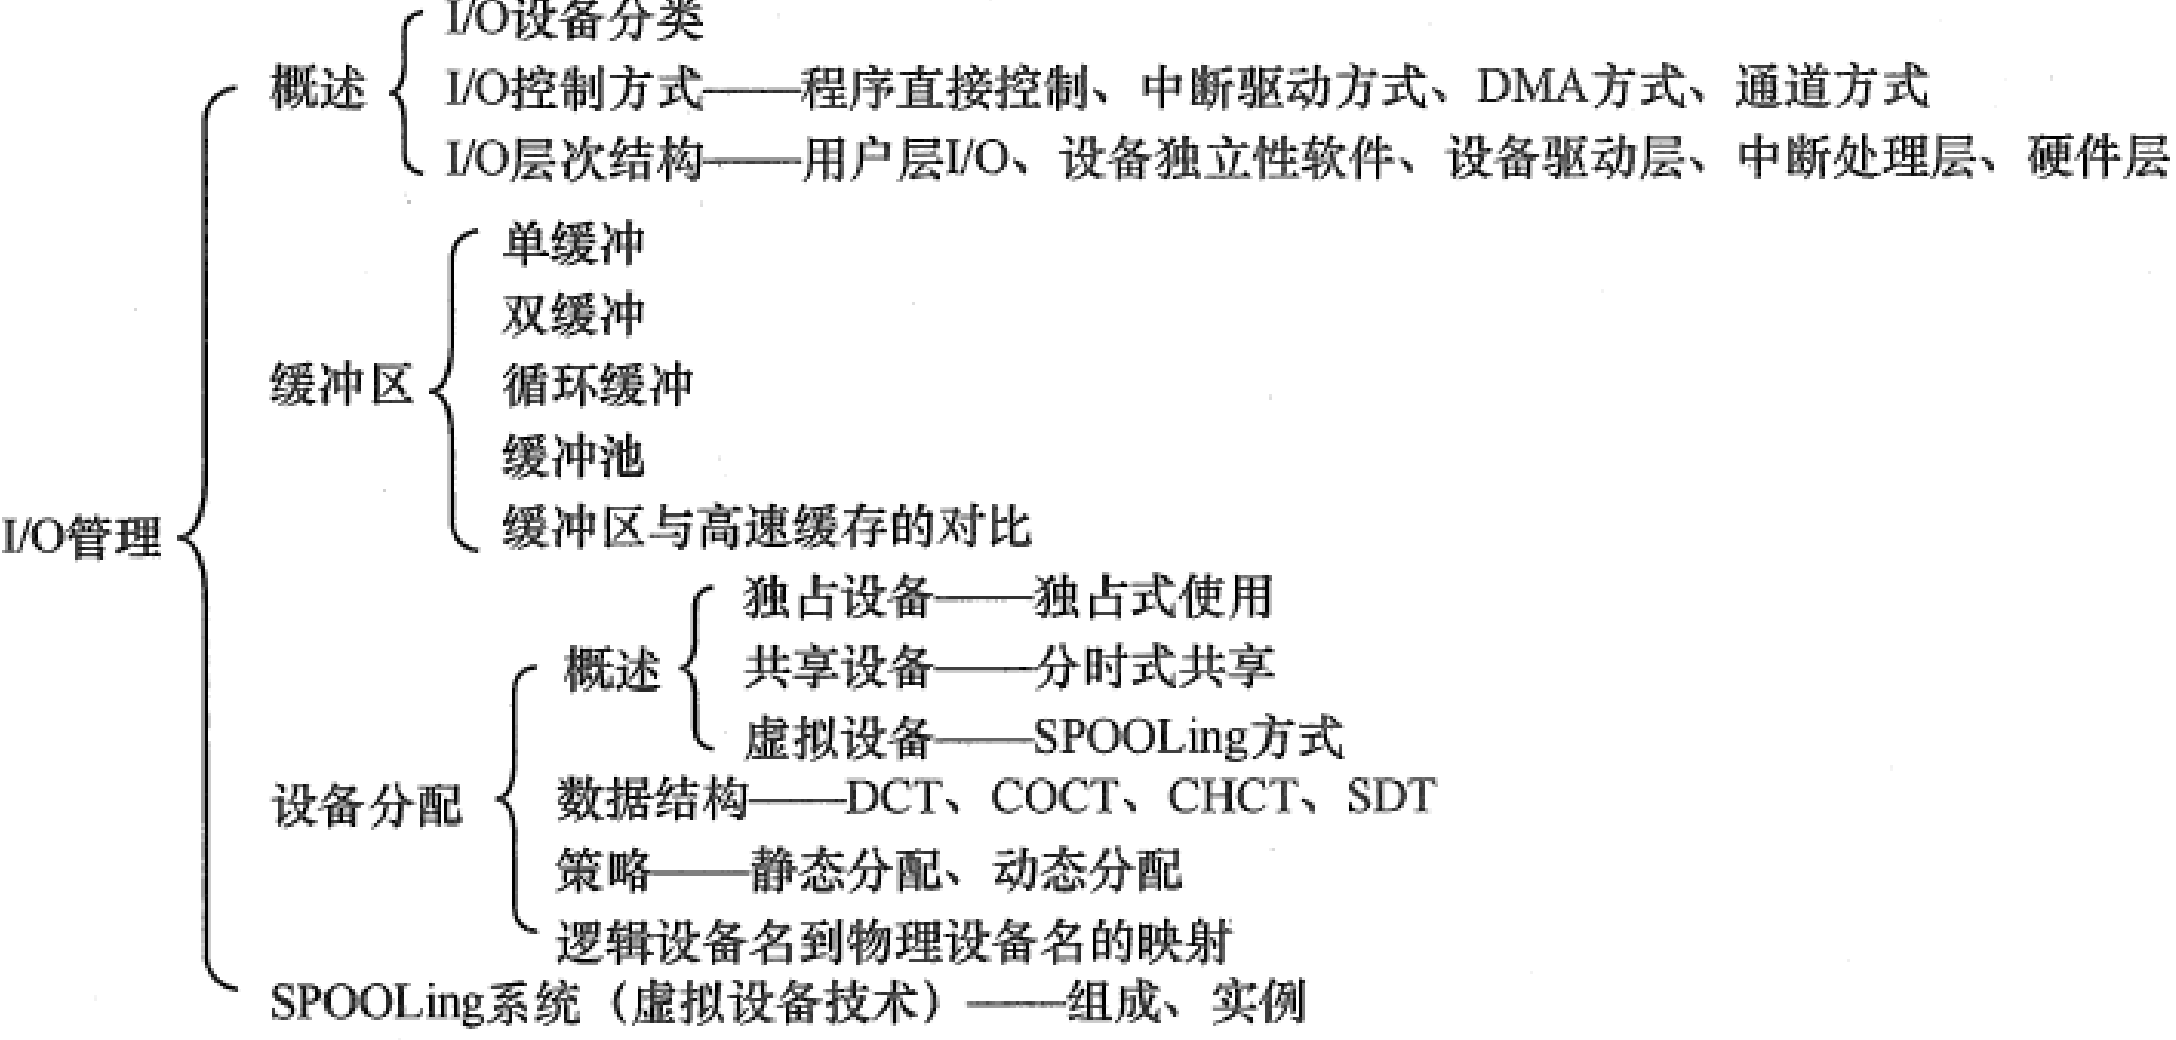 I/O设备分类
概述
I/O控制方式——程序直接控制、中断驱动方式、DMA方式、通道方式
I/O层次结构——用户层I/O、设备独立性软件、设备驱动层、中断处理层、硬件层
单缓冲
双缓冲
缓冲区
循环缓冲
缓冲池
缓冲区与高速缓存的对比
I/O管理
独占设备——独占式使用
概述
共享设备——分时式共享
虚拟设备——SPOOLing方式
设备分配
数据结构——DCT、COCT、CHCT、SDT
策略——静态分配、动态分配
逻辑设备名到物理设备名的映射
SPOOLing系统（虚拟设备技术）——组成、实例